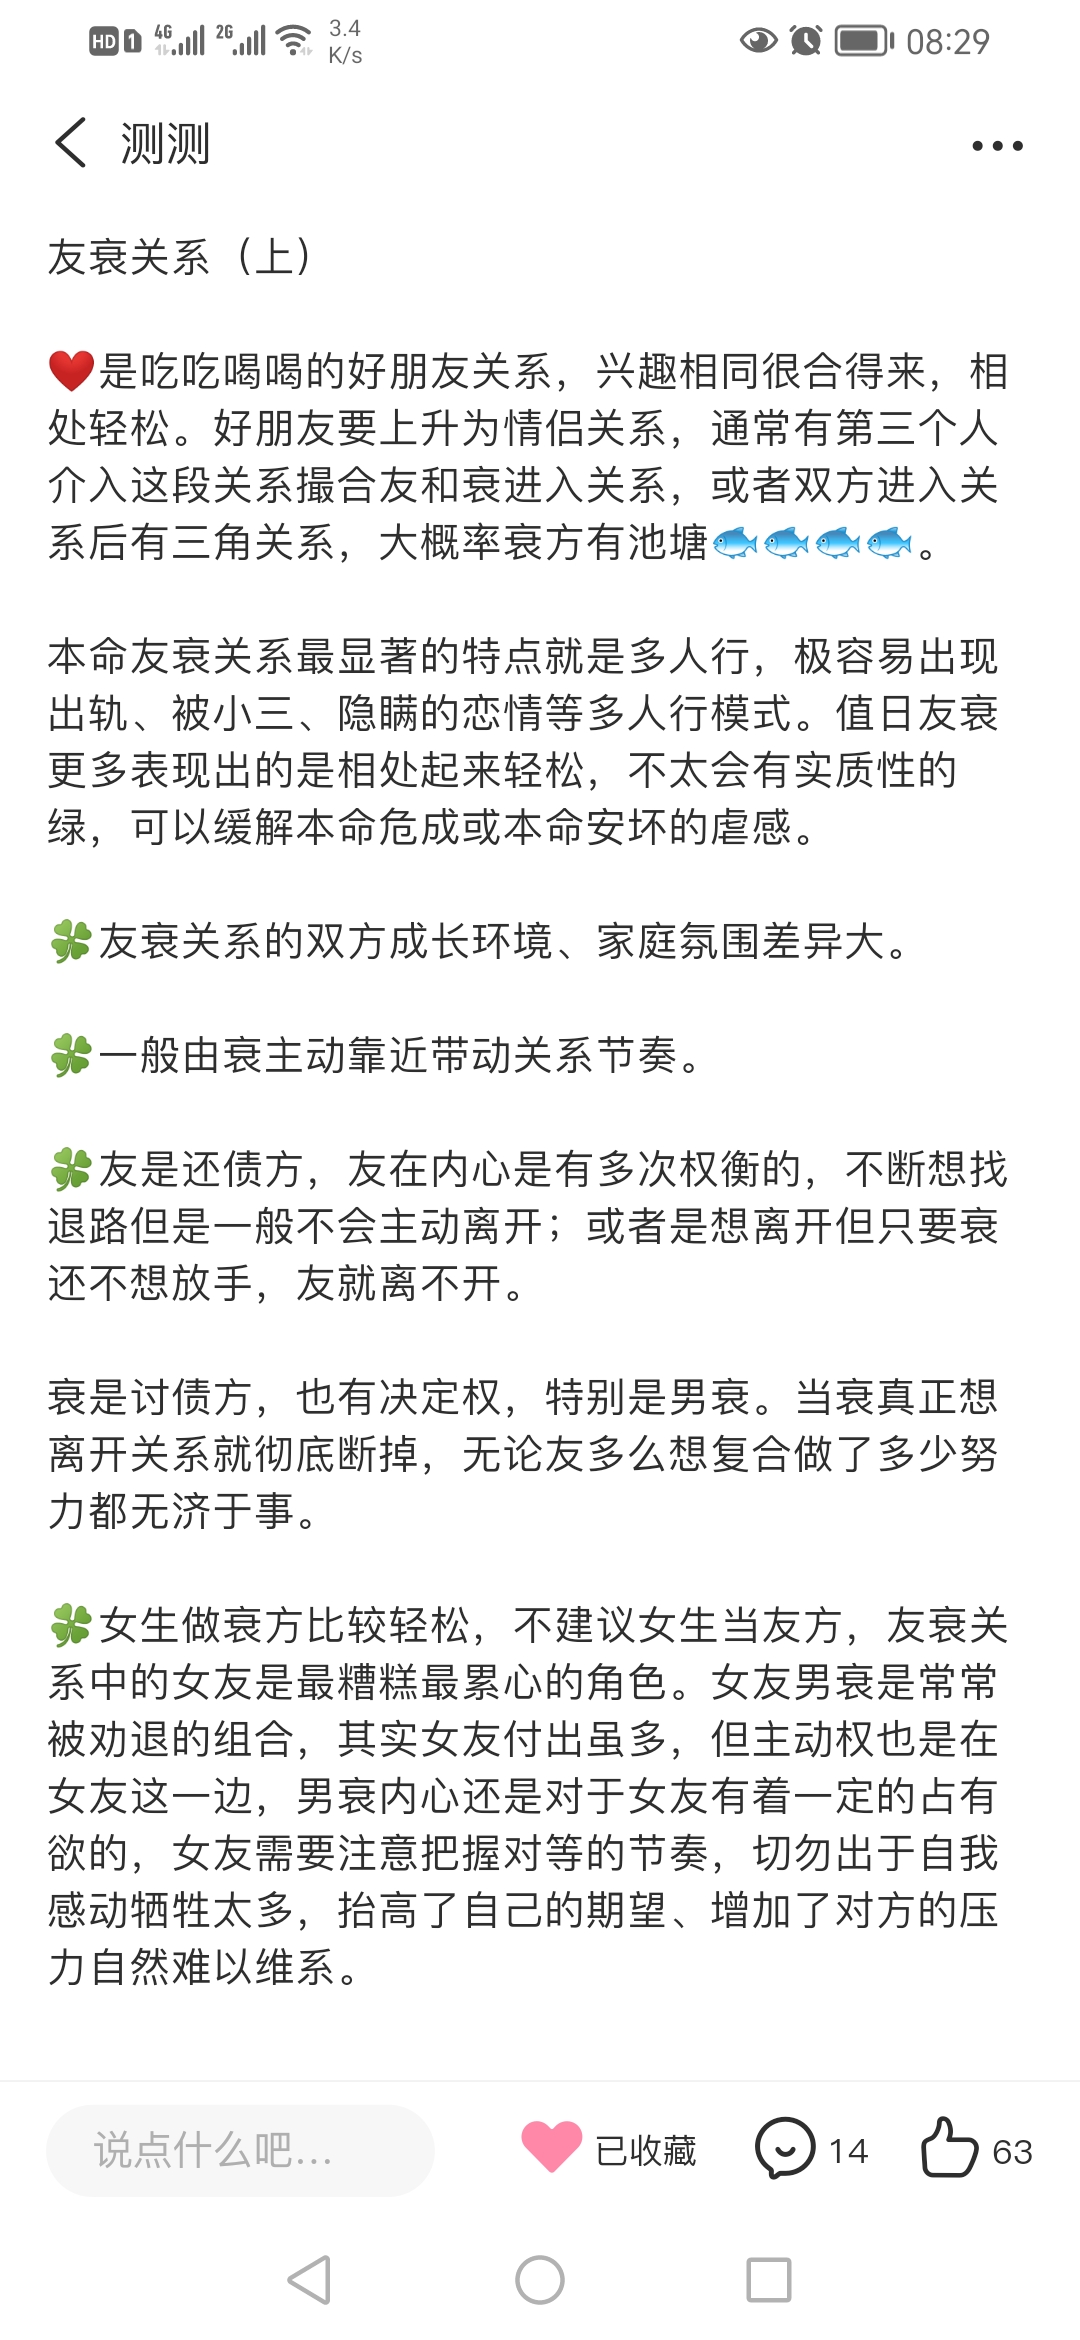 HD 1 4G 2G 3.4 K/s 08:29
测测
友衰关系（上）
❤️是吃吃喝喝的好朋友关系，兴趣相同很合得来，相
处轻松。好朋友要上升为情侣关系，通常有第三个人
介入这段关系撮合友和衰进入关系，或者双方进入关
系后有三角关系，大概率衰方有池塘🐟🐟🐟🐟。
本命友衰关系最显著的特点就是多人行，极容易出现
出轨、被小三、隐瞒的恋情等多人行模式。值日友衰
更多表现出的是相处起来轻松，不太会有实质性的
绿，可以缓解本命危成或本命安坏的虐感。
🍀友衰关系的双方成长环境、家庭氛围差异大。
🍀一般由衰主动靠近带动关系节奏。
🍀友是还债方，友在内心是有多次权衡的，不断想找
退路但是一般不会主动离开；或者是想离开但只要衰
还不想放手，友就离不开。
衰是讨债方，也有决定权，特别是男衰。当衰真正想
离开关系就彻底断掉，无论友多么想复合做了多少努
力都无济于事。
🍀女生做衰方比较轻松，不建议女生当友方，友衰关
系中的女友是最糟糕最累心的角色。女友男衰是常常
被劝退的组合，其实女友付出虽多，但主动权也是在
女友这一边，男衰内心还是对于女友有着一定的占有
欲的，女友需要注意把握对等的节奏，切勿出于自我
感动牺牲太多，抬高了自己的期望、增加了对方的压
力自然难以维系。
说点什么吧... 已收藏 14 63